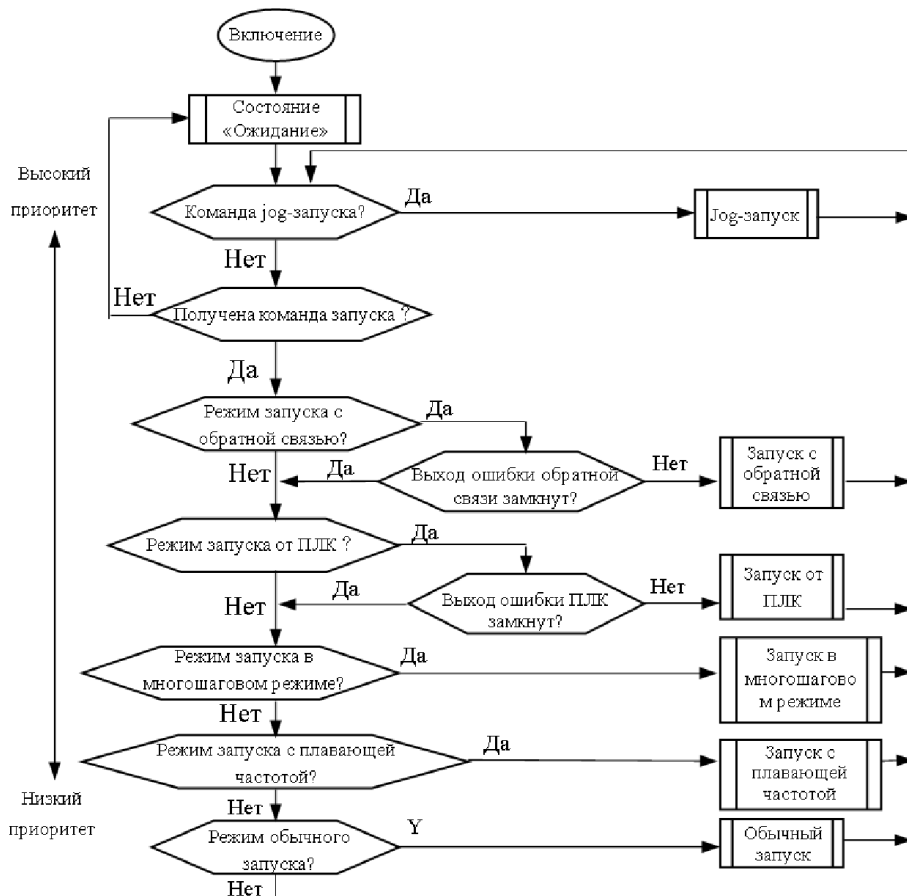 Включение
Состояние
«Ожидание»
Высокий
приоритет
Команда jog-запуска?
Да
Jog-запуск
Нет
Нет
Получена команда запуска ?
Да
Режим запуска с
обратной связью?
Да
Нет
Да
Выход ошибки обратной
связи замкнут?
Нет
Запуск с
обратной
связью
Режим запуска от ПЛК ?
Да
Нет
Да
Выход ошибки ПЛК
замкнут?
Нет
Запуск от
ПЛК
Режим запуска в
многошаговом режиме?
Да
Запуск в
многошагово
м режиме
Нет
Режим запуска с плавающей
частотой?
Да
Запуск с
плавающей
частотой
Низкий
приоритет
Нет
Режим обычного
запуска?
Y
Обычный
запуск
Нет